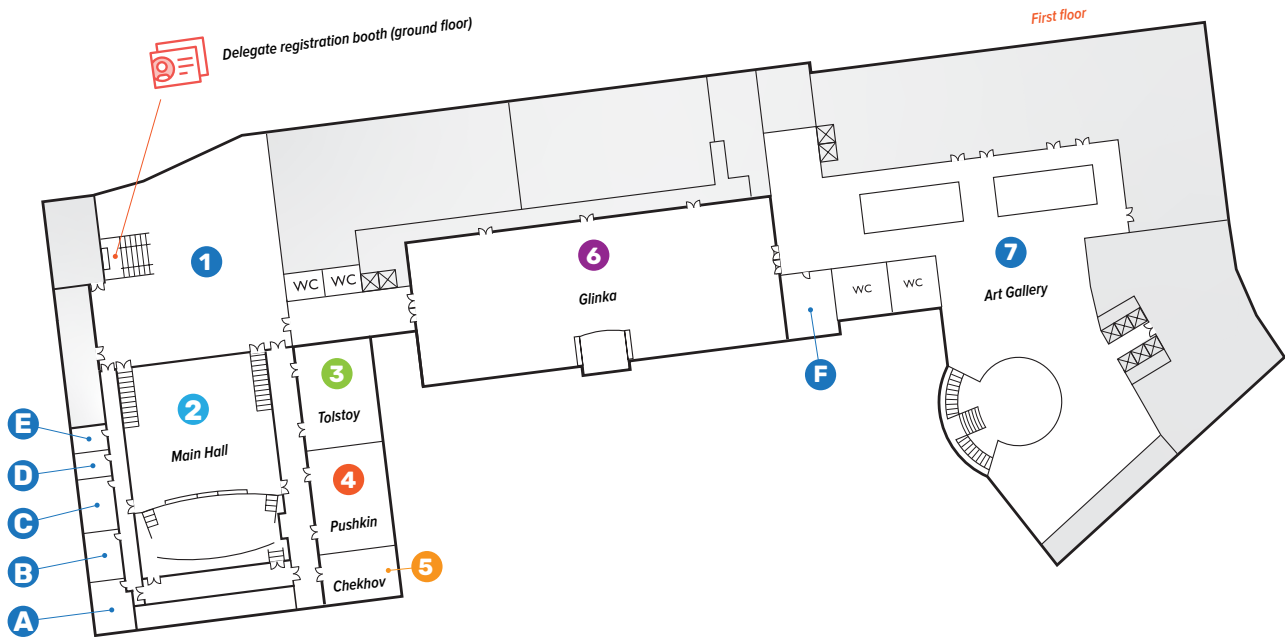 First floor
Delegate registration booth (ground floor)
1
6
7
WC WC
Glinka
Art Gallery
WC
WC
3
F
2
Tolstoy
E
Main Hall
D
4
C
Pushkin
B
5
Chekhov
A